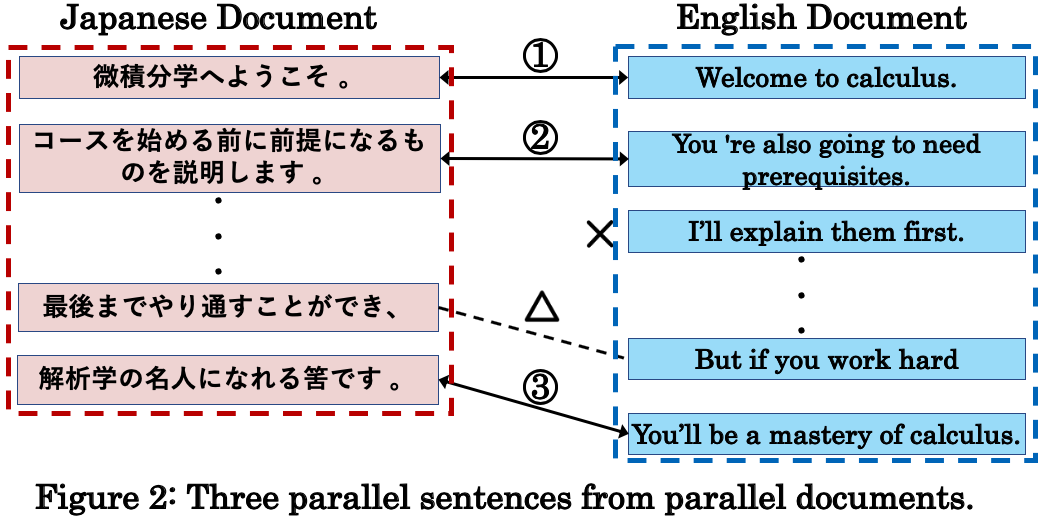 Japanese Document
English Document
微積分学へようこそ 。
①
Welcome to calculus.
コースを始める前に前提になるも
のを説明します 。
②
You 're also going to need
prerequisites.
×
I'll explain them first.
最後までやり通すことができ、
△
But if you work hard
解析学の名人になれる筈です 。
③
You'll be a mastery of calculus.
Figure 2: Three parallel sentences from parallel documents.